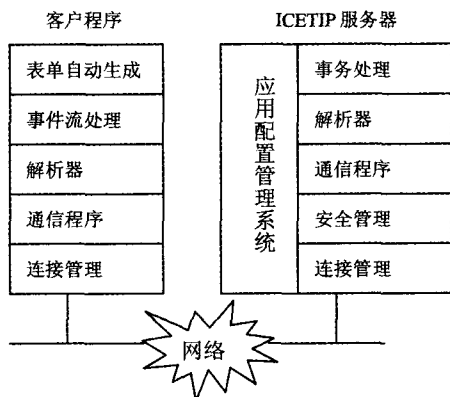 客户程序
ICETIP 服务器
表单自动生成
事件流处理
解析器
通信程序
连接管理
应用配置管理系统
事务处理
解析器
通信程序
安全管理
连接管理
网络